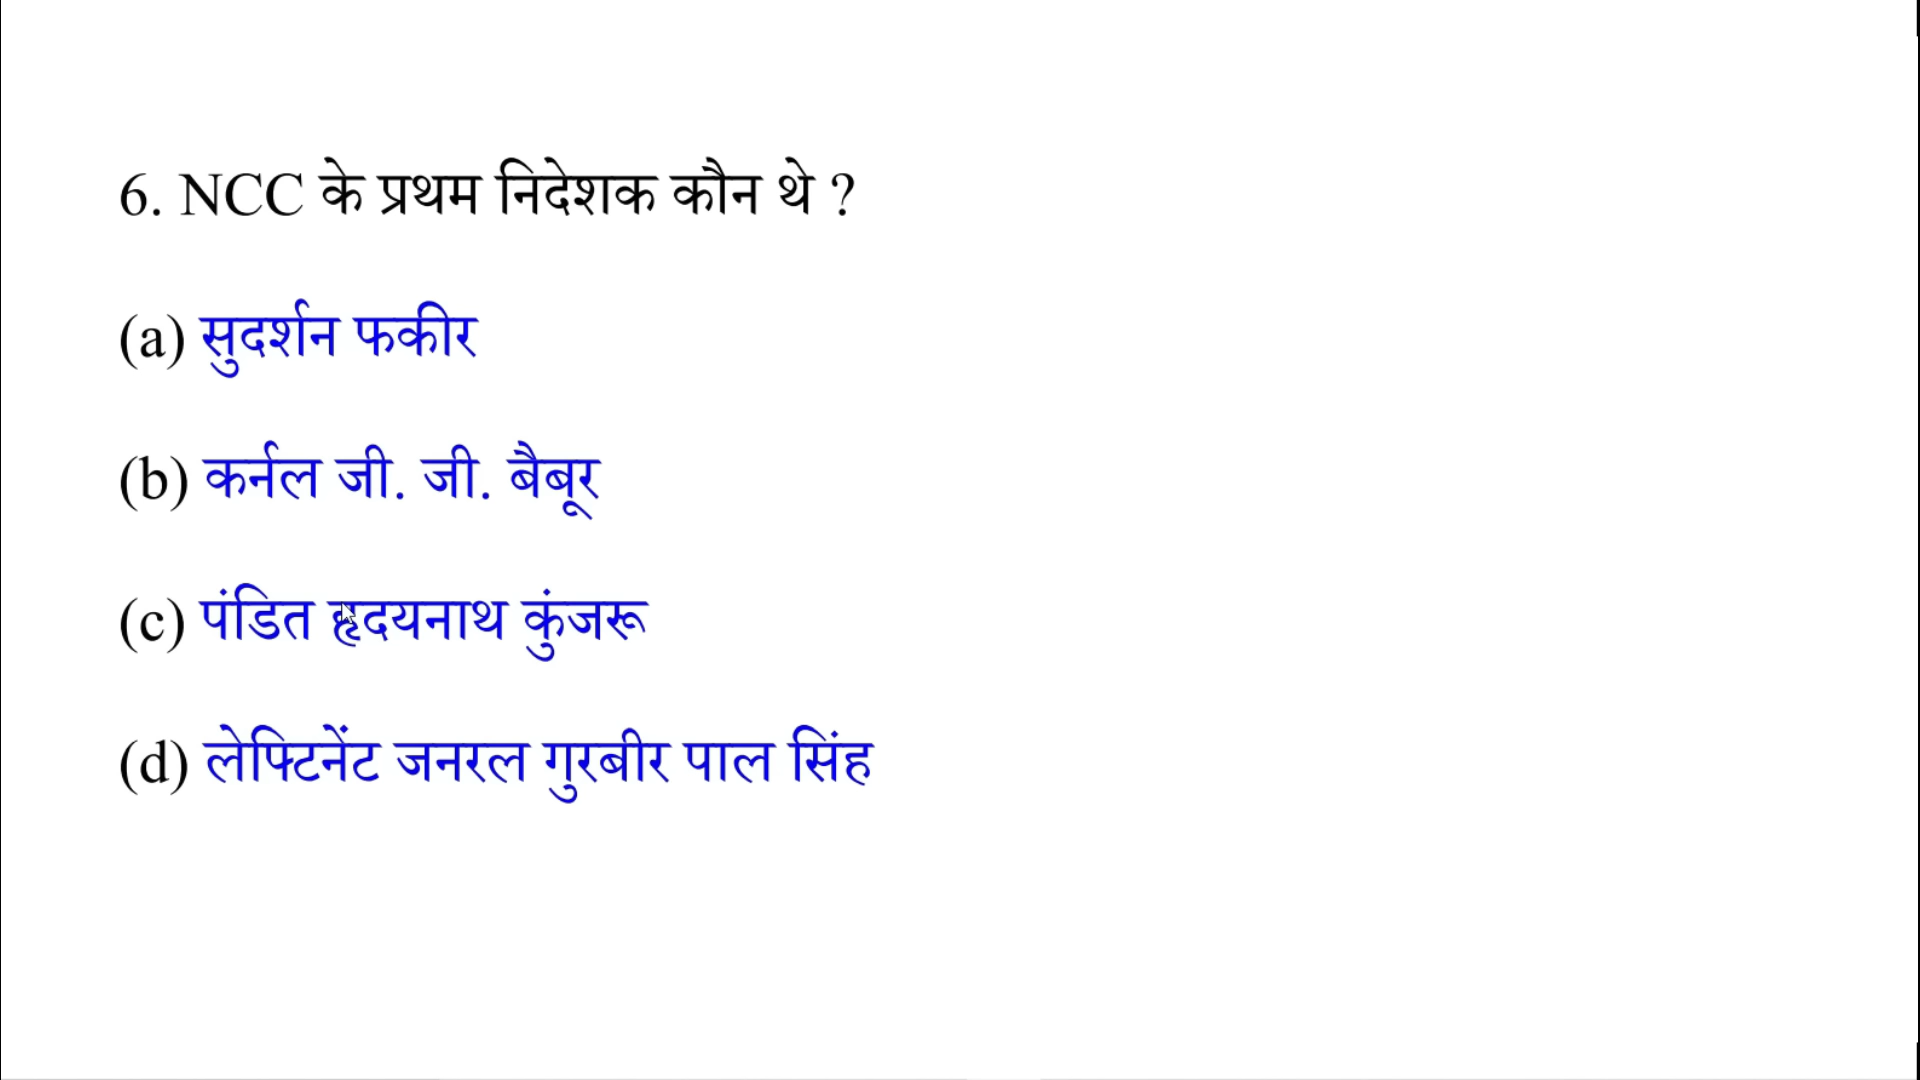 6. NCC के प्रथम निदेशक कौन थे ?
(a) सुदर्शन फकीर
(b) कर्नल जी. जी. बैबूर
(c) पंडित हृदयनाथ कुंजरू
(d) लेफ्टिनेंट जनरल गुरबीर पाल सिंह